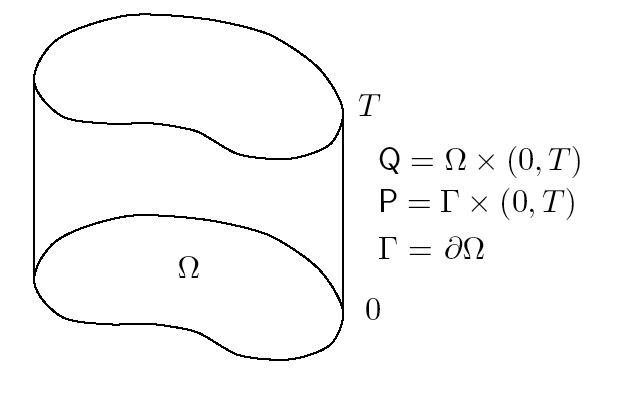 T
Q = Ω × (0, T)
P = Γ × (0, T)
Γ = ∂Ω
Ω
0